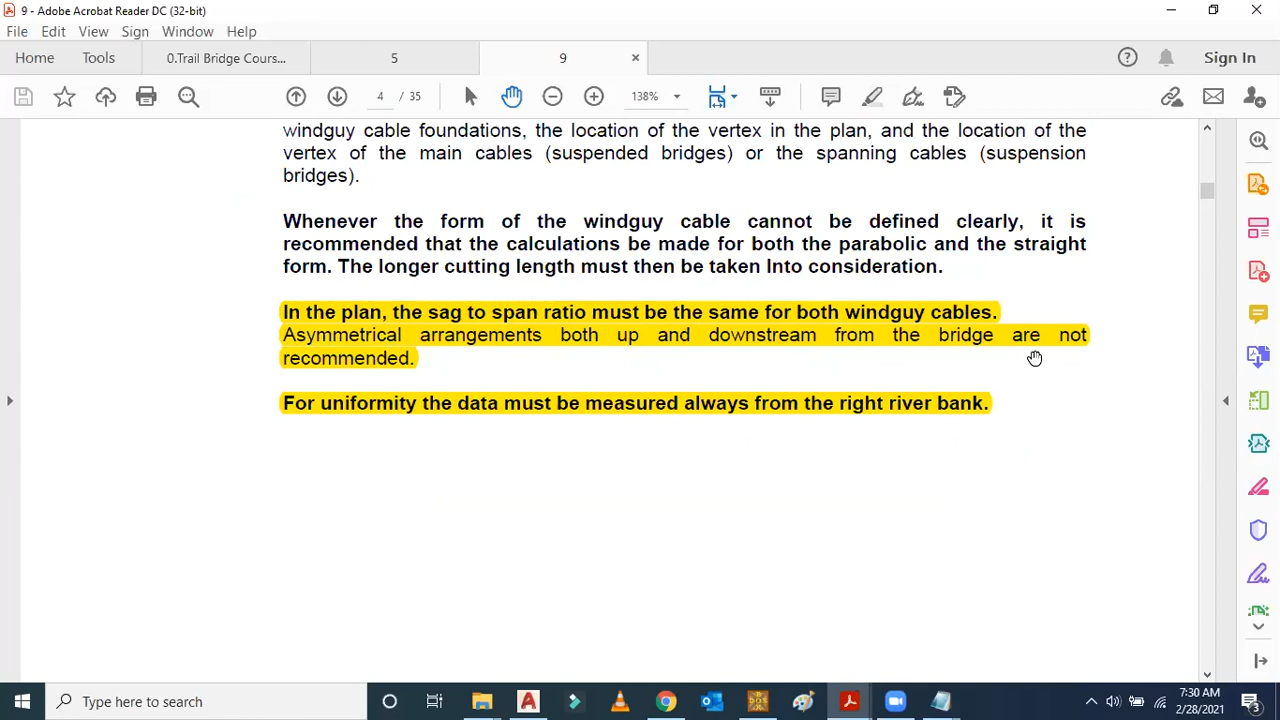 9 - Adobe Acrobat Reader DC (32-bit)
File Edit View Sign Window Help
Home Tools 0.Trail Bridge Cours... 5 9 Sign In
4 / 35 138%
windguy cable foundations, the location of the vertex in the plan, and the location of the
vertex of the main cables (suspended bridges) or the spanning cables (suspension
bridges).
Whenever the form of the windguy cable cannot be defined clearly, it is
recommended that the calculations be made for both the parabolic and the straight
form. The longer cutting length must then be taken Into consideration.
In the plan, the sag to span ratio must be the same for both windguy cables.
Asymmetrical arrangements both up and downstream from the bridge are not
recommended.
For uniformity the data must be measured always from the right river bank.
Type here to search
7:30 AM
2/28/2021
3